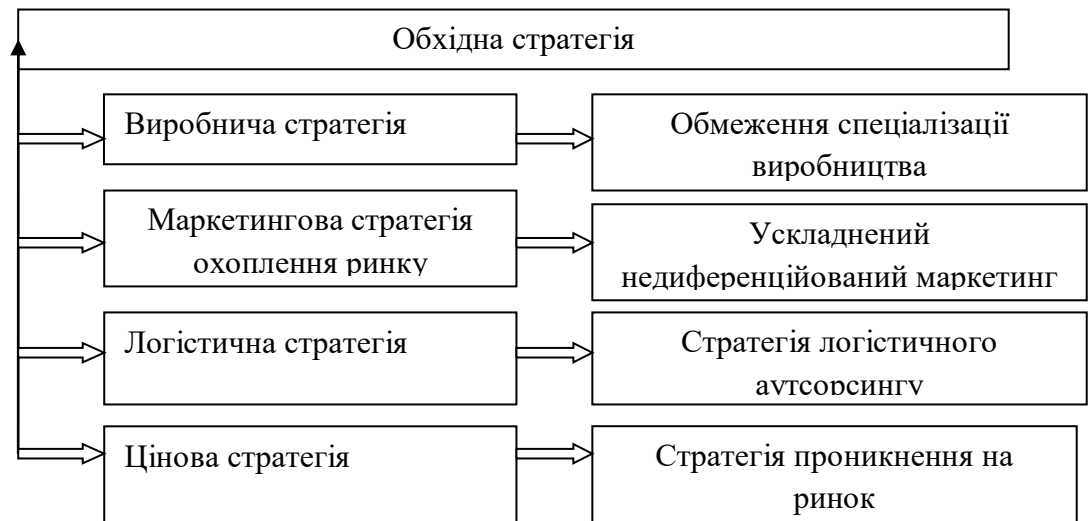 Обхідна стратегія
Виробнича стратегія
Обмеження спеціалізації
виробництва
Маркетингова стратегія
охоплення ринку
Ускладнений
недиференційований маркетинг
Логістична стратегія
Стратегія логістичного
аутсорсингу
Цінова стратегія
Стратегія проникнення на
ринок